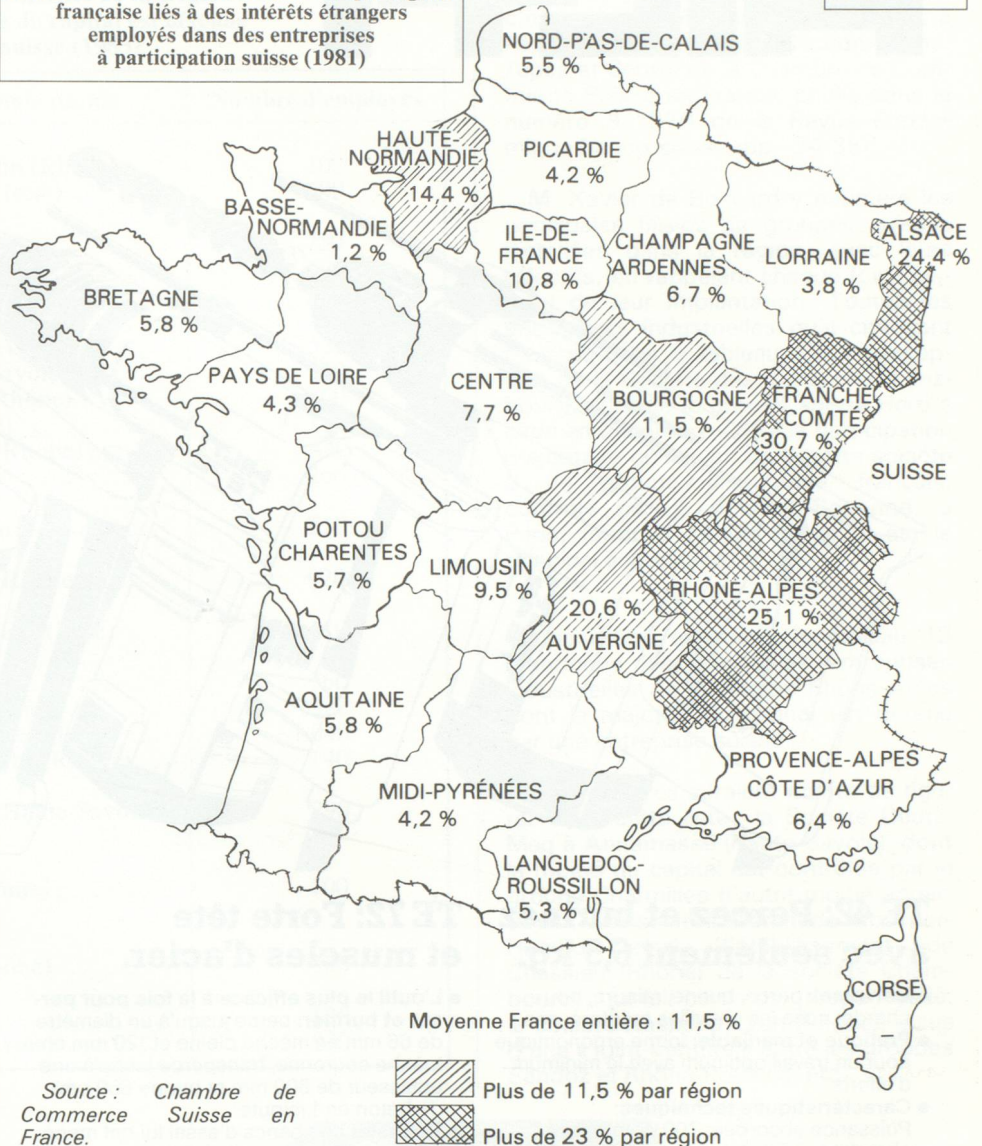 française liés à des intérêts étrangers
employés dans des entreprises
à participation suisse (1981)
NORD-PAS-DE-CALAIS
5,5 %
HAUTE-
NORMANDIE
14,4 %
PICARDIE
4,2 %
BASSE-
NORMANDIE
1,2 %
ILE-DE-
FRANCE
10,8 %
CHAMPAGNE
ARDENNES
6,7 %
LORRAINE
3,8 %
ALSACE
24,4 %
BRETAGNE
5,8 %
PAYS DE LOIRE
4,3 %
CENTRE
7,7 %
BOURGOGNE
11,5 %
FRANCHE
COMTÉ
30,7 %
SUISSE
POITOU
CHARENTES
5,7 %
LIMOUSIN
9,5 %
20,6 %
AUVERGNE
RHÔNE-ALPES
25,1 %
AQUITAINE
5,8 %
MIDI-PYRÉNÉES
4,2 %
PROVENCE-ALPES
CÔTE D'AZUR
6,4 %
LANGUEDOC-
ROUSSILLON
5,3 %
CORSE
Moyenne France entière : 11,5 %
Plus de 11,5 % par région
Plus de 23 % par région
Source : Chambre de
Commerce Suisse en
France.